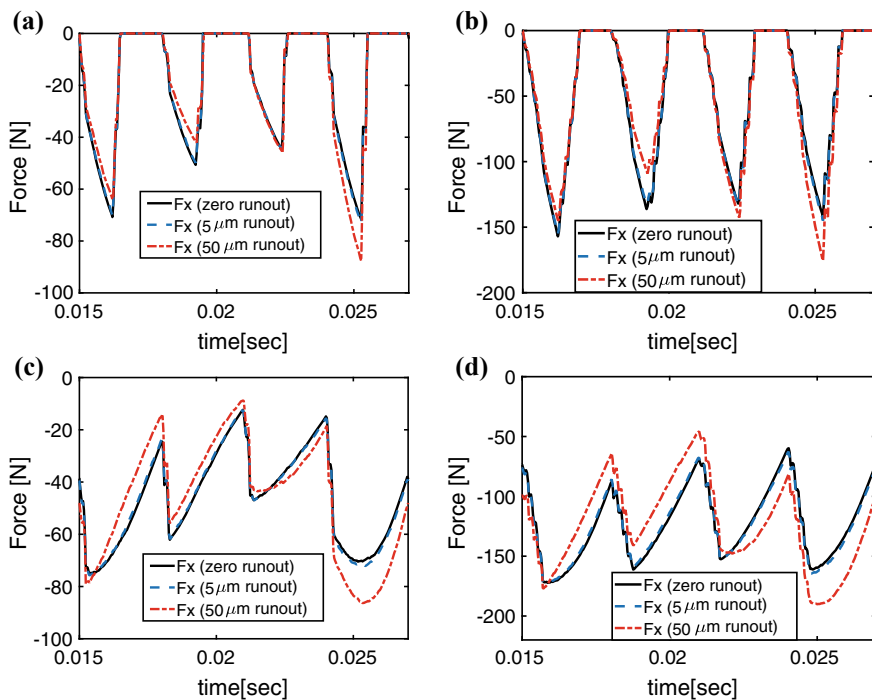 (a)
0
-20
-40
-60
-80
-100
Force [N]
Fx (zero runout)
Fx (5 μm runout)
Fx (50 μm runout)
0.015
0.02
0.025
time[sec]
(b)
0
-50
-100
-150
-200
Force [N]
Fx (zero runout)
Fx (5 μm runout)
Fx (50 μm runout)
0.015
0.02
0.025
time[sec]
(c)
0
-20
-40
-60
-80
-100
Force [N]
Fx (zero runout)
Fx (5 μm runout)
Fx (50 μm runout)
0.015
0.02
0.025
time[sec]
(d)
0
-50
-100
-150
-200
Force [N]
Fx (zero runout)
Fx (5 μm runout)
Fx (50 μm runout)
0.015
0.02
0.025
time[sec]